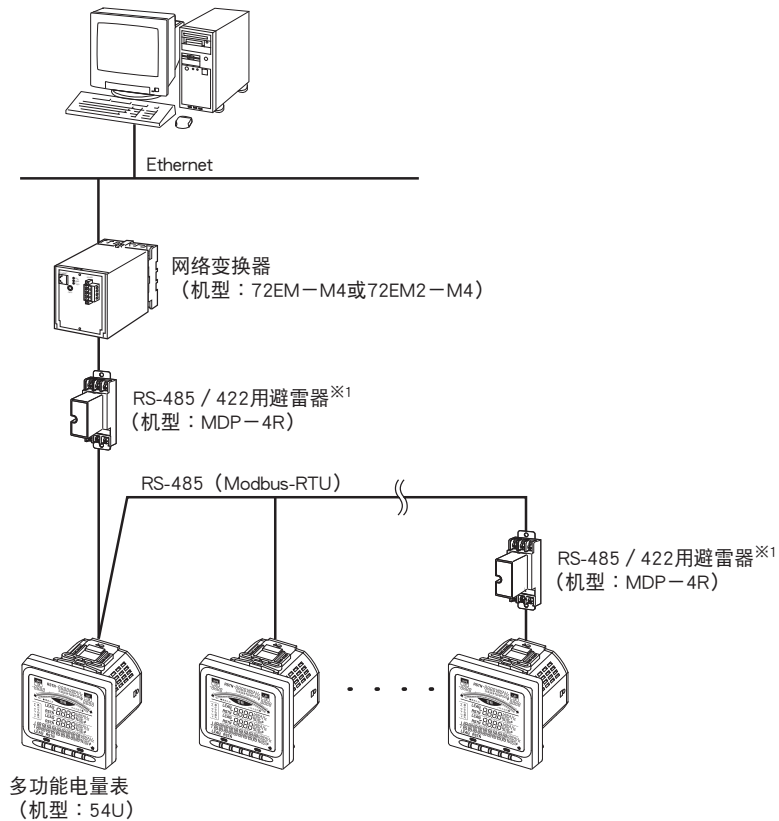 Ethernet
网络变换器
（机型：72EM－M4或72EM2－M4）
RS-485 / 422用避雷器※1
（机型：MDP－4R）
RS-485（Modbus-RTU）
RS-485 / 422用避雷器※1
（机型：MDP－4R）
多功能电量表
（机型：54U）